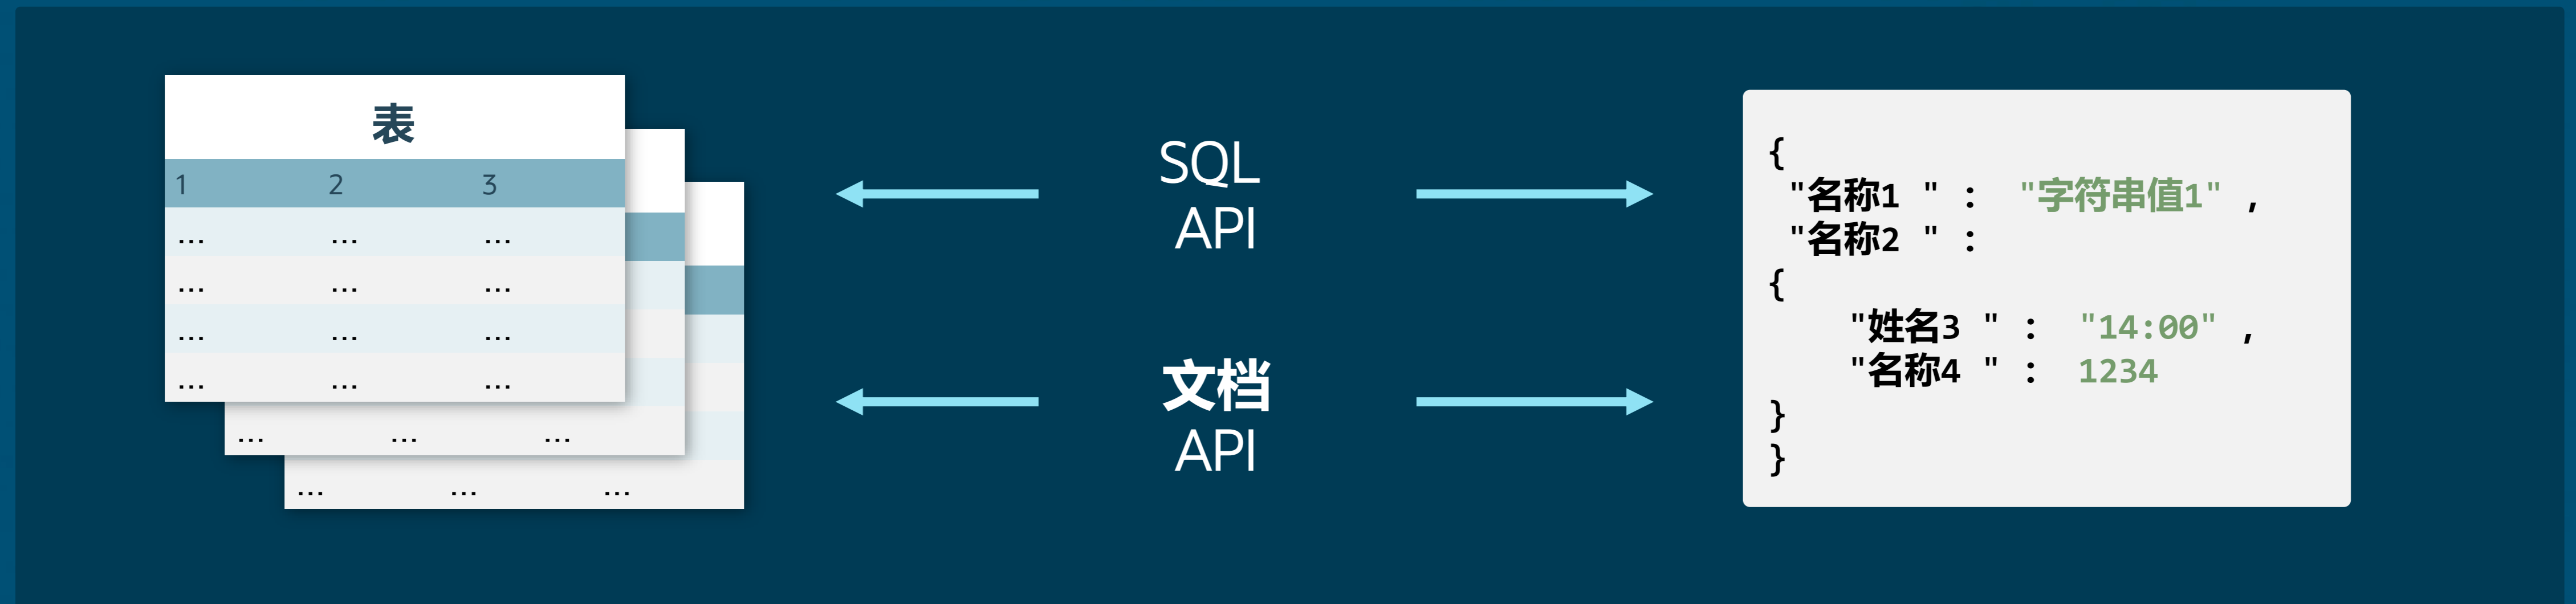 表
1 2 3
... ... ...
... ... ...
... ... ...
... ... ...
... ... ...
... ... ...
SQL
API
文档
API
{
"名称1 " : "字符串值1" ,
"名称2 " :
{
"姓名3 " : "14:00" ,
"名称4 " : 1234
}
}